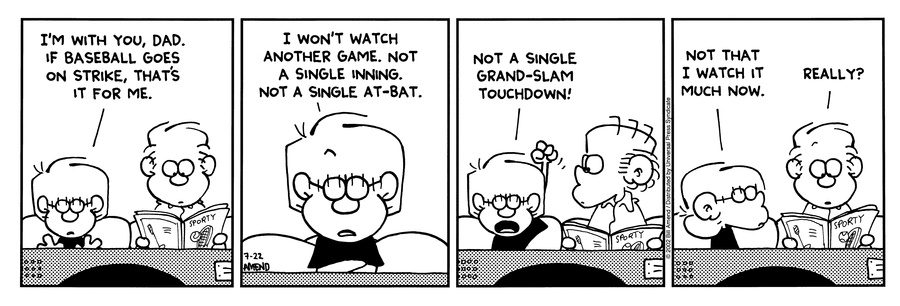 I'M WITH YOU, DAD.
IF BASEBALL GOES
ON STRIKE, THAT'S
IT FOR ME.
I WON'T WATCH
ANOTHER GAME. NOT
A SINGLE INNING.
NOT A SINGLE AT-BAT.
7-22
AMEND
NOT A SINGLE
GRAND-SLAM
TOUCHDOWN!
NOT THAT
I WATCH IT
MUCH NOW.
REALLY?
SPORTY
SPORTY
SPORTY
© 2002 Bill Amend / Distributed by Universal Press Syndicate